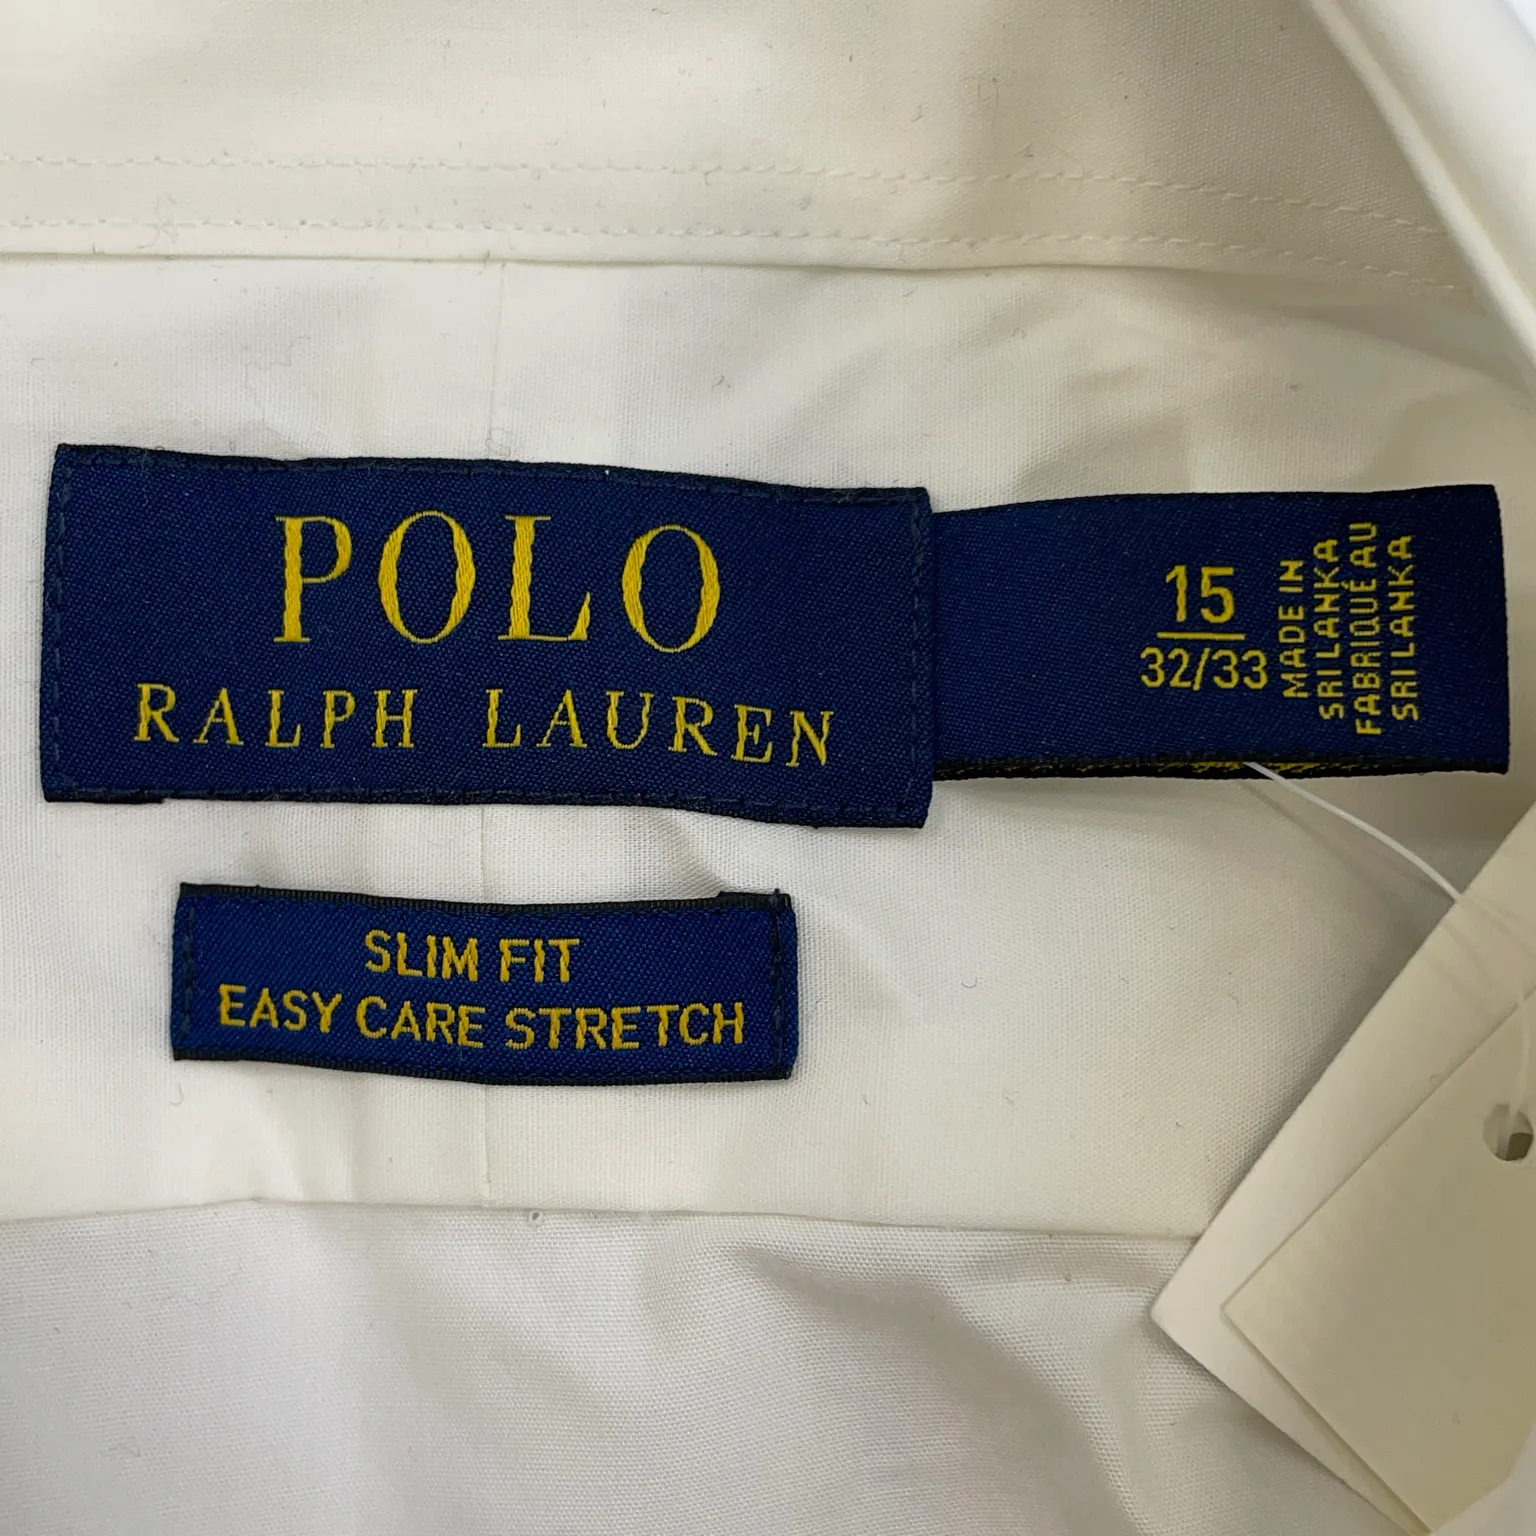 POLO
RALPH LAUREN
15
32/33
MADE IN
SRI LANKA
FABRIQUÉ AU
SRI LANKA
SLIM FIT
EASY CARE STRETCH